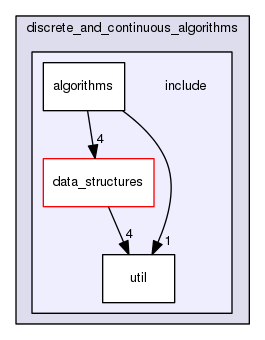 discrete_and_continuous_algorithms
algorithms
include
4
data_structures
4
1
util